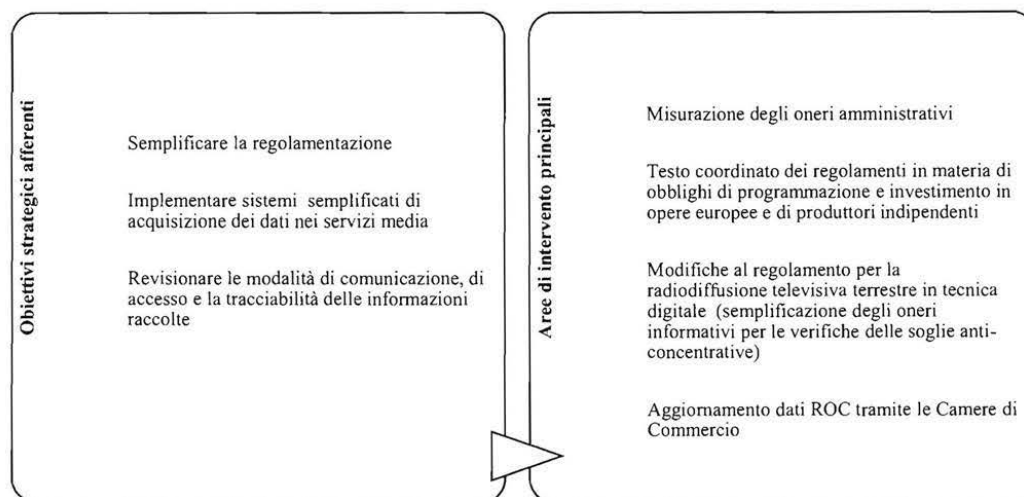 Obiettivi strategici afferenti
Semplificare la regolamentazione
Implementare sistemi semplificati di
acquisizione dei dati nei servizi media
Revisionare le modalità di comunicazione, di
accesso e la tracciabilità delle informazioni
raccolte
Aree di intervento principali
Misurazione degli oneri amministrativi
Testo coordinato dei regolamenti in materia di
obblighi di programmazione e investimento in
opere europee e di produttori indipendenti
Modifiche al regolamento per la
radiodiffusione televisiva terrestre in tecnica
digitale (semplificazione degli oneri
informativi per le verifiche delle soglie anti-
concentrative)
Aggiornamento dati ROC tramite le Camere di
Commercio